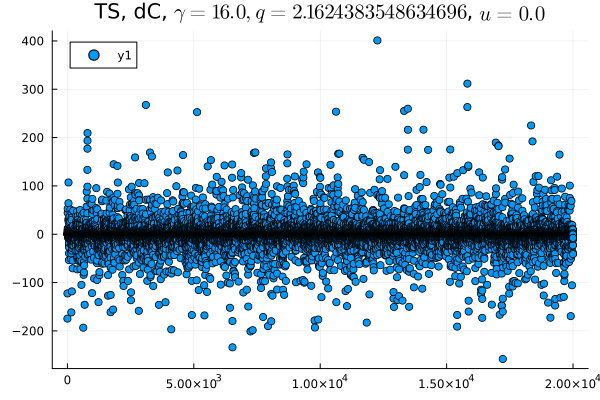 TS, dC, γ = 16.0, q = 2.1624383548634696, u = 0.0
y1
400
300
200
100
0
−100
−200
0 5.00×10³ 1.00×10⁴ 1.50×10⁴ 2.00×10⁴